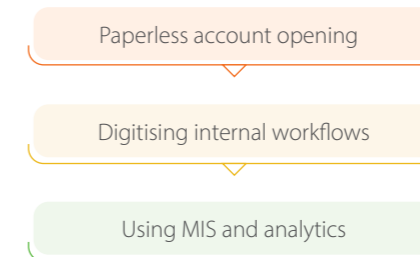 Paperless account opening
Digitising internal workflows
Using MIS and analytics